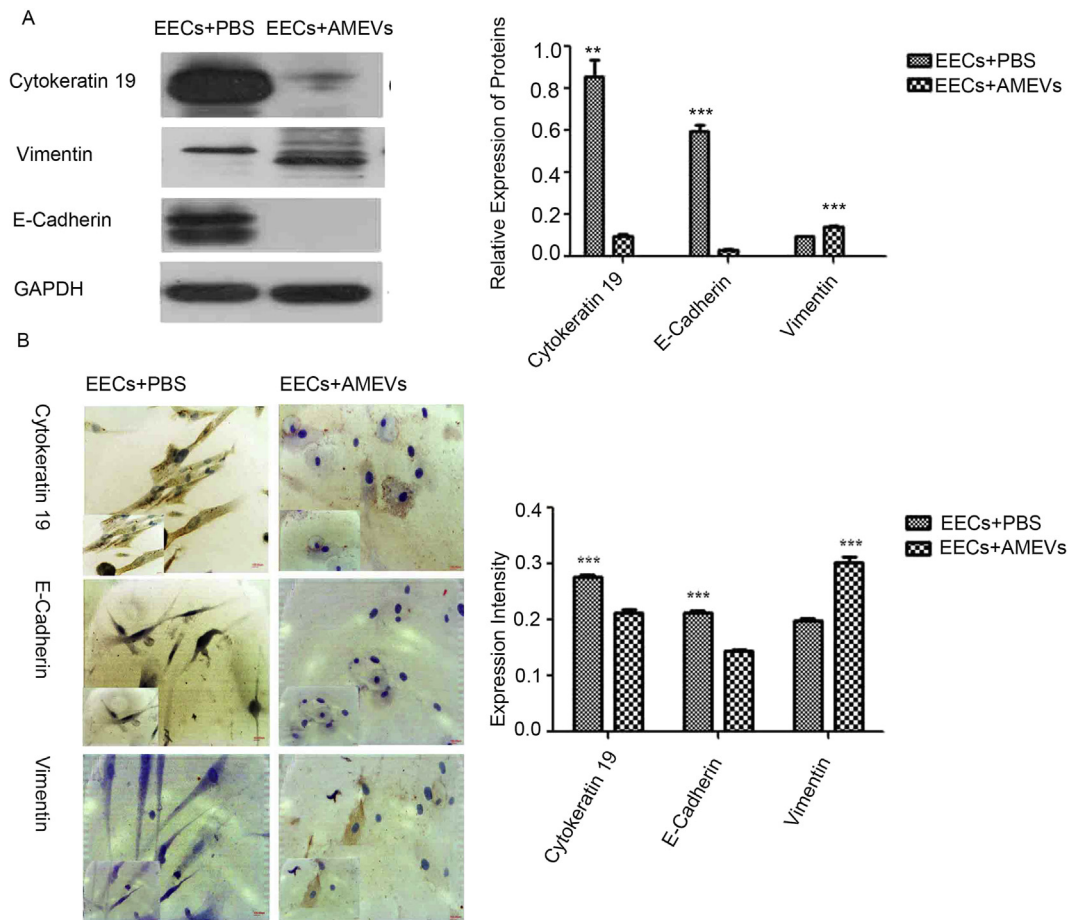 A
EECs+PBS EECs+AMEVs
Cytokeratin 19
Vimentin
E-Cadherin
GAPDH
Relative Expression of Proteins
1.0
0.8
0.6
0.4
0.2
0.0
**
***
***
Cytokeratin 19
E-Cadherin
Vimentin
EECs+PBS
EECs+AMEVs
B
EECs+PBS EECs+AMEVs
Cytokeratin 19
E-Cadherin
Vimentin
Expression Intensity
0.4
0.3
0.2
0.1
0.0
***
***
***
Cytokeratin 19
E-Cadherin
Vimentin
EECs+PBS
EECs+AMEVs